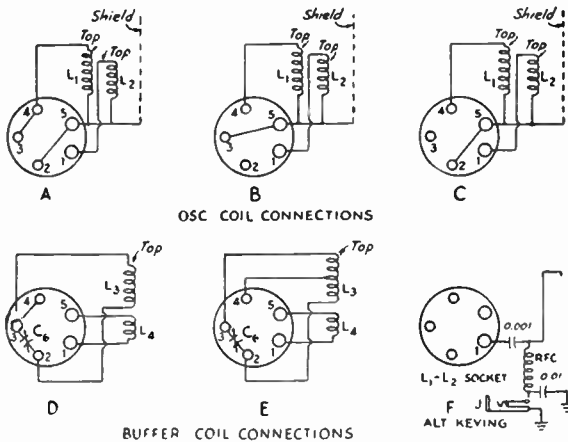 Shield Shield Shield
Top Top Top Top Top Top
L₁ L₂ L₁ L₂ L₁ L₂
4 5 3 2 1
4 5 3 2 1
4 5 3 2 1
A B C
OSC COIL CONNECTIONS
Top Top
L₃ L₃
4 5 3 C₆ 2 1 L₄
4 5 3 C₆ 2 1 L₄
1 0.001 RFC
L₁-L₂ SOCKET 0.01
J
D E F
ALT KEYING
BUFFER COIL CONNECTIONS